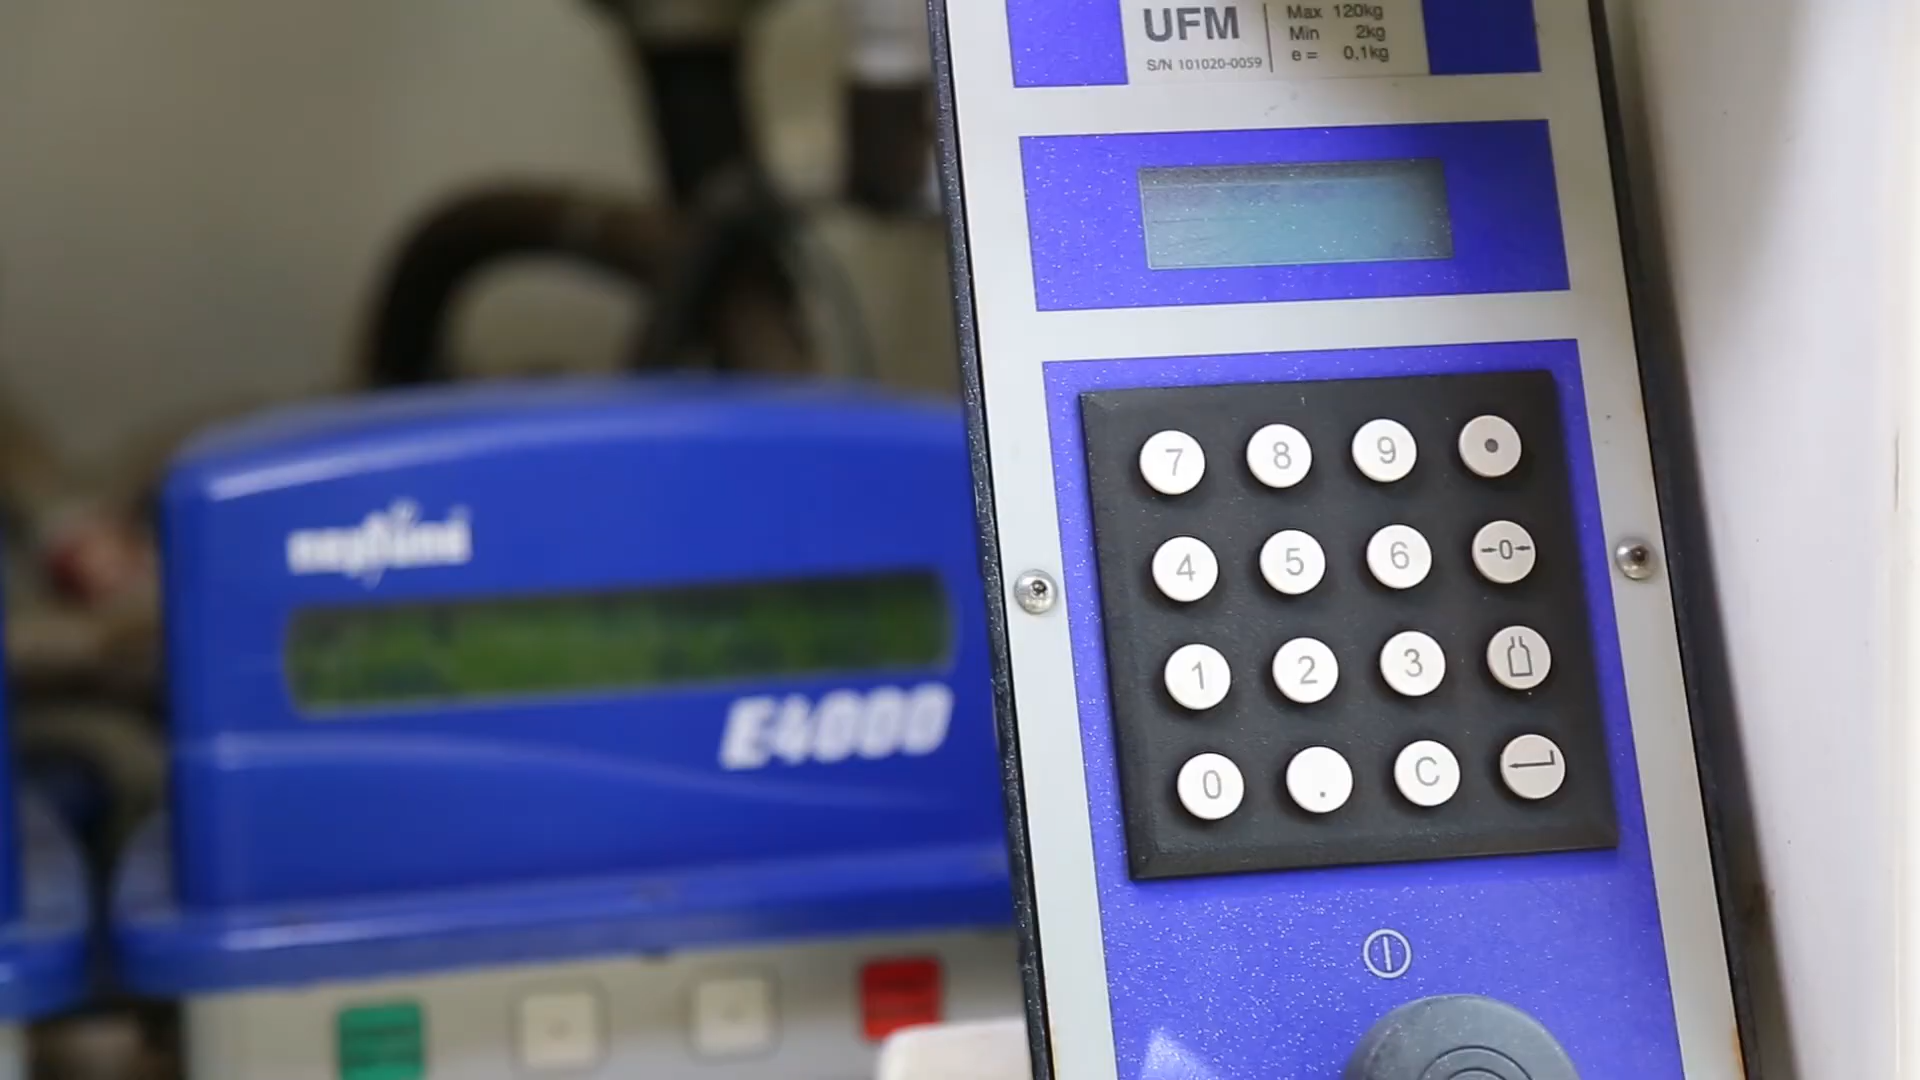 UFM
S/N 101020-0059
Max 120kg
Min 2kg
e = 0,1kg
7 8 9
4 5 6 0
1 2 3
0 . C
neptune
E4000